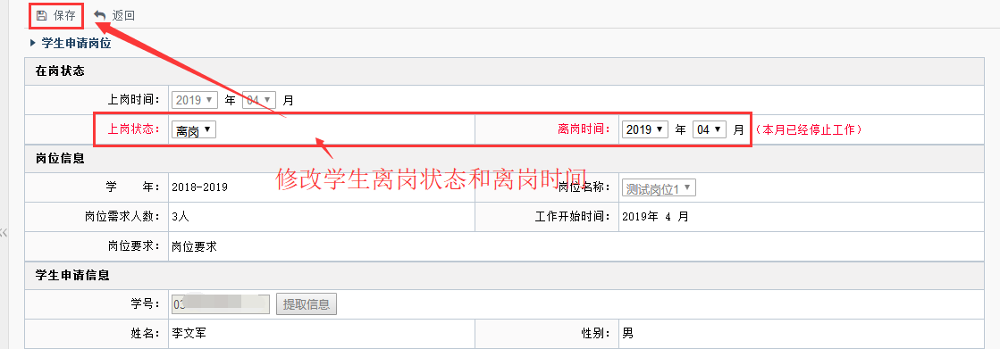 保存 返回
学生申请岗位
在岗状态
上岗时间： 2019 年 04 月
上岗状态： 离岗 离岗时间： 2019 年 04 月 （本月已经停止工作）
岗位信息
修改学生离岗状态和离岗时间
学 年： 2018-2019 岗位名称： 测试岗位1
岗位需求人数： 3人 工作开始时间： 2019年 4 月
岗位要求： 岗位要求
学生申请信息
学号： 03 提取信息
姓名： 李文军 性别： 男